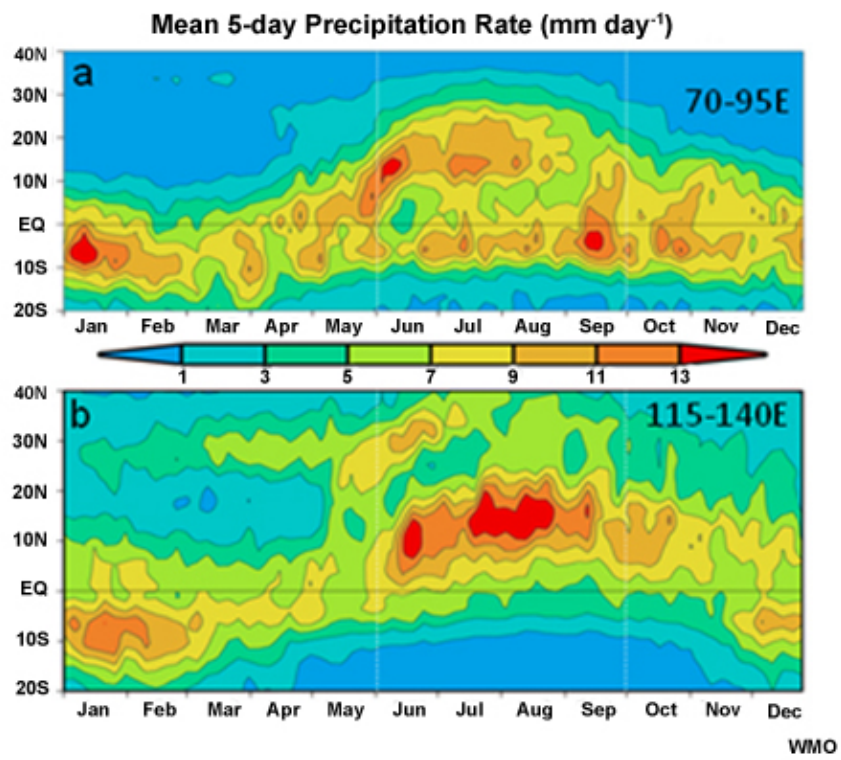 Mean 5-day Precipitation Rate (mm day-1)
40N
a
70-95E
30N
20N
10N
EQ
10S
20S
Jan Feb Mar Apr May Jun Jul Aug Sep Oct Nov Dec
1 3 5 7 9 11 13
40N
b
115-140E
30N
20N
10N
EQ
10S
20S
Jan Feb Mar Apr May Jun Jul Aug Sep Oct Nov Dec
WMO